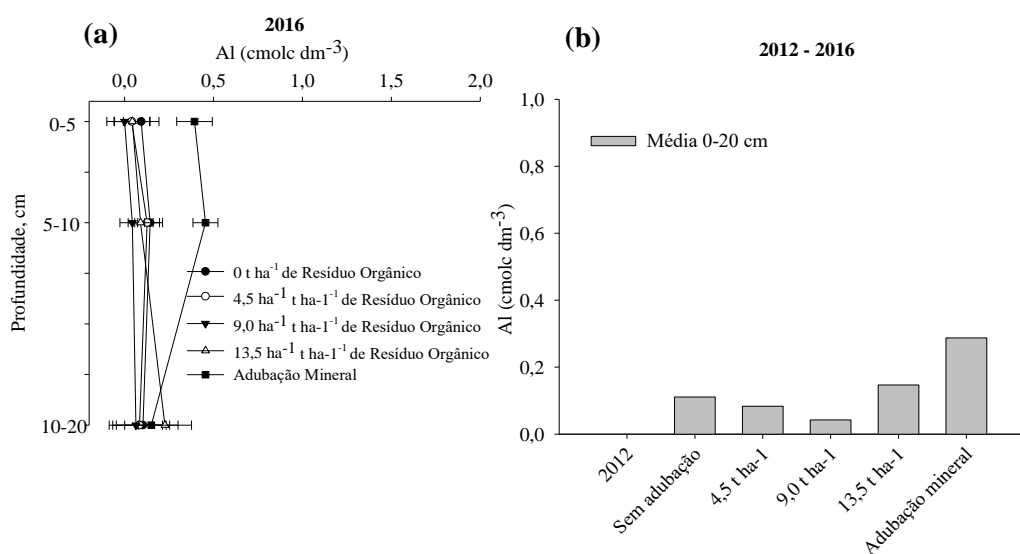 (a)
2016
Al (cmolc dm-3)
0,0 0,5 1,0 1,5 2,0
Profundidade, cm
0-5
5-10
10-20
0 t ha-1 de Resíduo Orgânico
4,5 ha-1 t ha-1-1 de Resíduo Orgânico
9,0 ha-1 t ha-1-1 de Resíduo Orgânico
13,5 ha-1 t ha-1-1 de Resíduo Orgânico
Adubação Mineral
(b)
2012 - 2016
Al (cmolc dm-3)
1,0
0,8
0,6
0,4
0,2
0,0
Média 0-20 cm
2012
Sem adubação
4,5 t ha-1
9,0 t ha-1
13,5 t ha-1
Adubação mineral